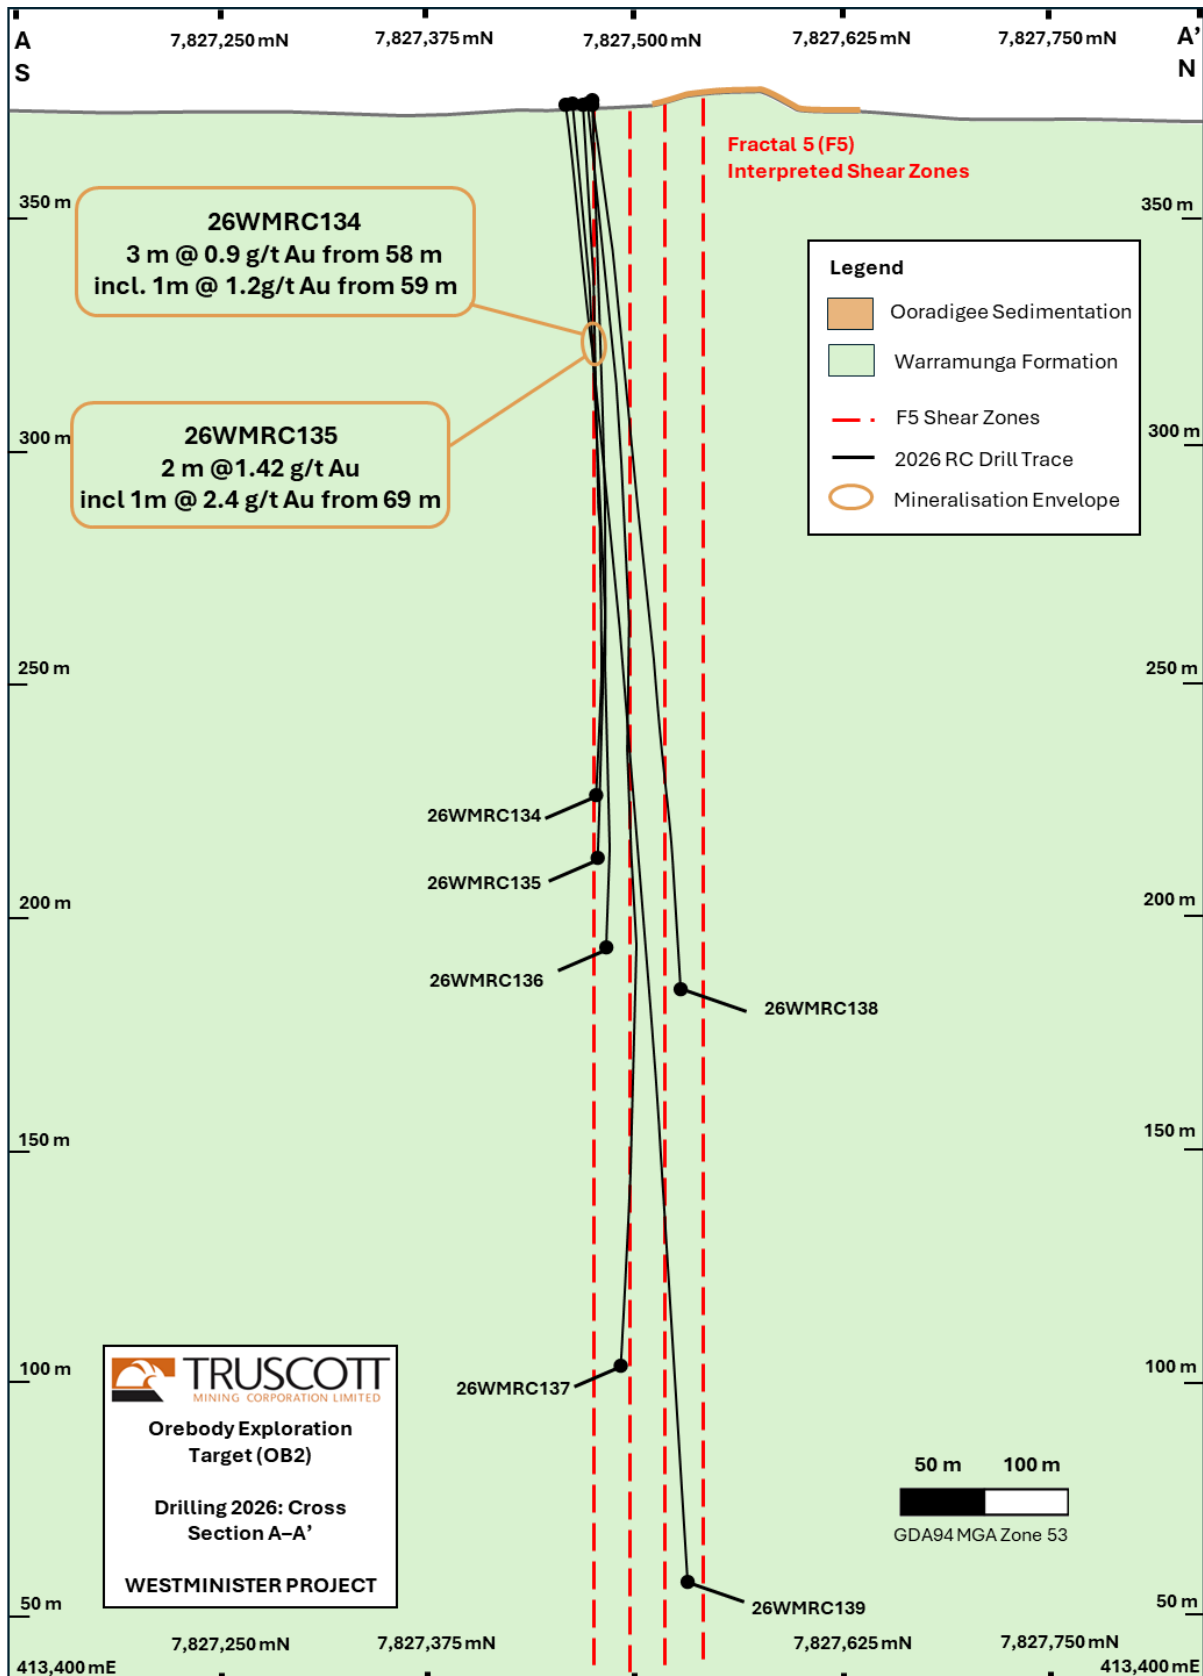 A
S
7,827,250 mN
7,827,375 mN
7,827,500 mN
7,827,625 mN
7,827,750 mN
A'
N
Fractal 5 (F5)
Interpreted Shear Zones
350 m
350 m
26WMRC134
3 m @ 0.9 g/t Au from 58 m
incl. 1m @ 1.2g/t Au from 59 m
Legend
Ooradigee Sedimentation
Warramunga Formation
F5 Shear Zones
2026 RC Drill Trace
Mineralisation Envelope
26WMRC135
2 m @1.42 g/t Au
incl 1m @ 2.4 g/t Au from 69 m
300 m
300 m
250 m
250 m
26WMRC134
26WMRC135
200 m
200 m
26WMRC136
26WMRC138
150 m
150 m
100 m
100 m
26WMRC137
TRUSCOTT
MINING CORPORATION LIMITED
Orebody Exploration
Target (OB2)
Drilling 2026: Cross
Section A–A’
WESTMINISTER PROJECT
50 m 100 m
GDA94 MGA Zone 53
50 m
50 m
26WMRC139
7,827,250 mN
7,827,375 mN
7,827,625 mN
7,827,750 mN
413,400 mE
413,400 mE